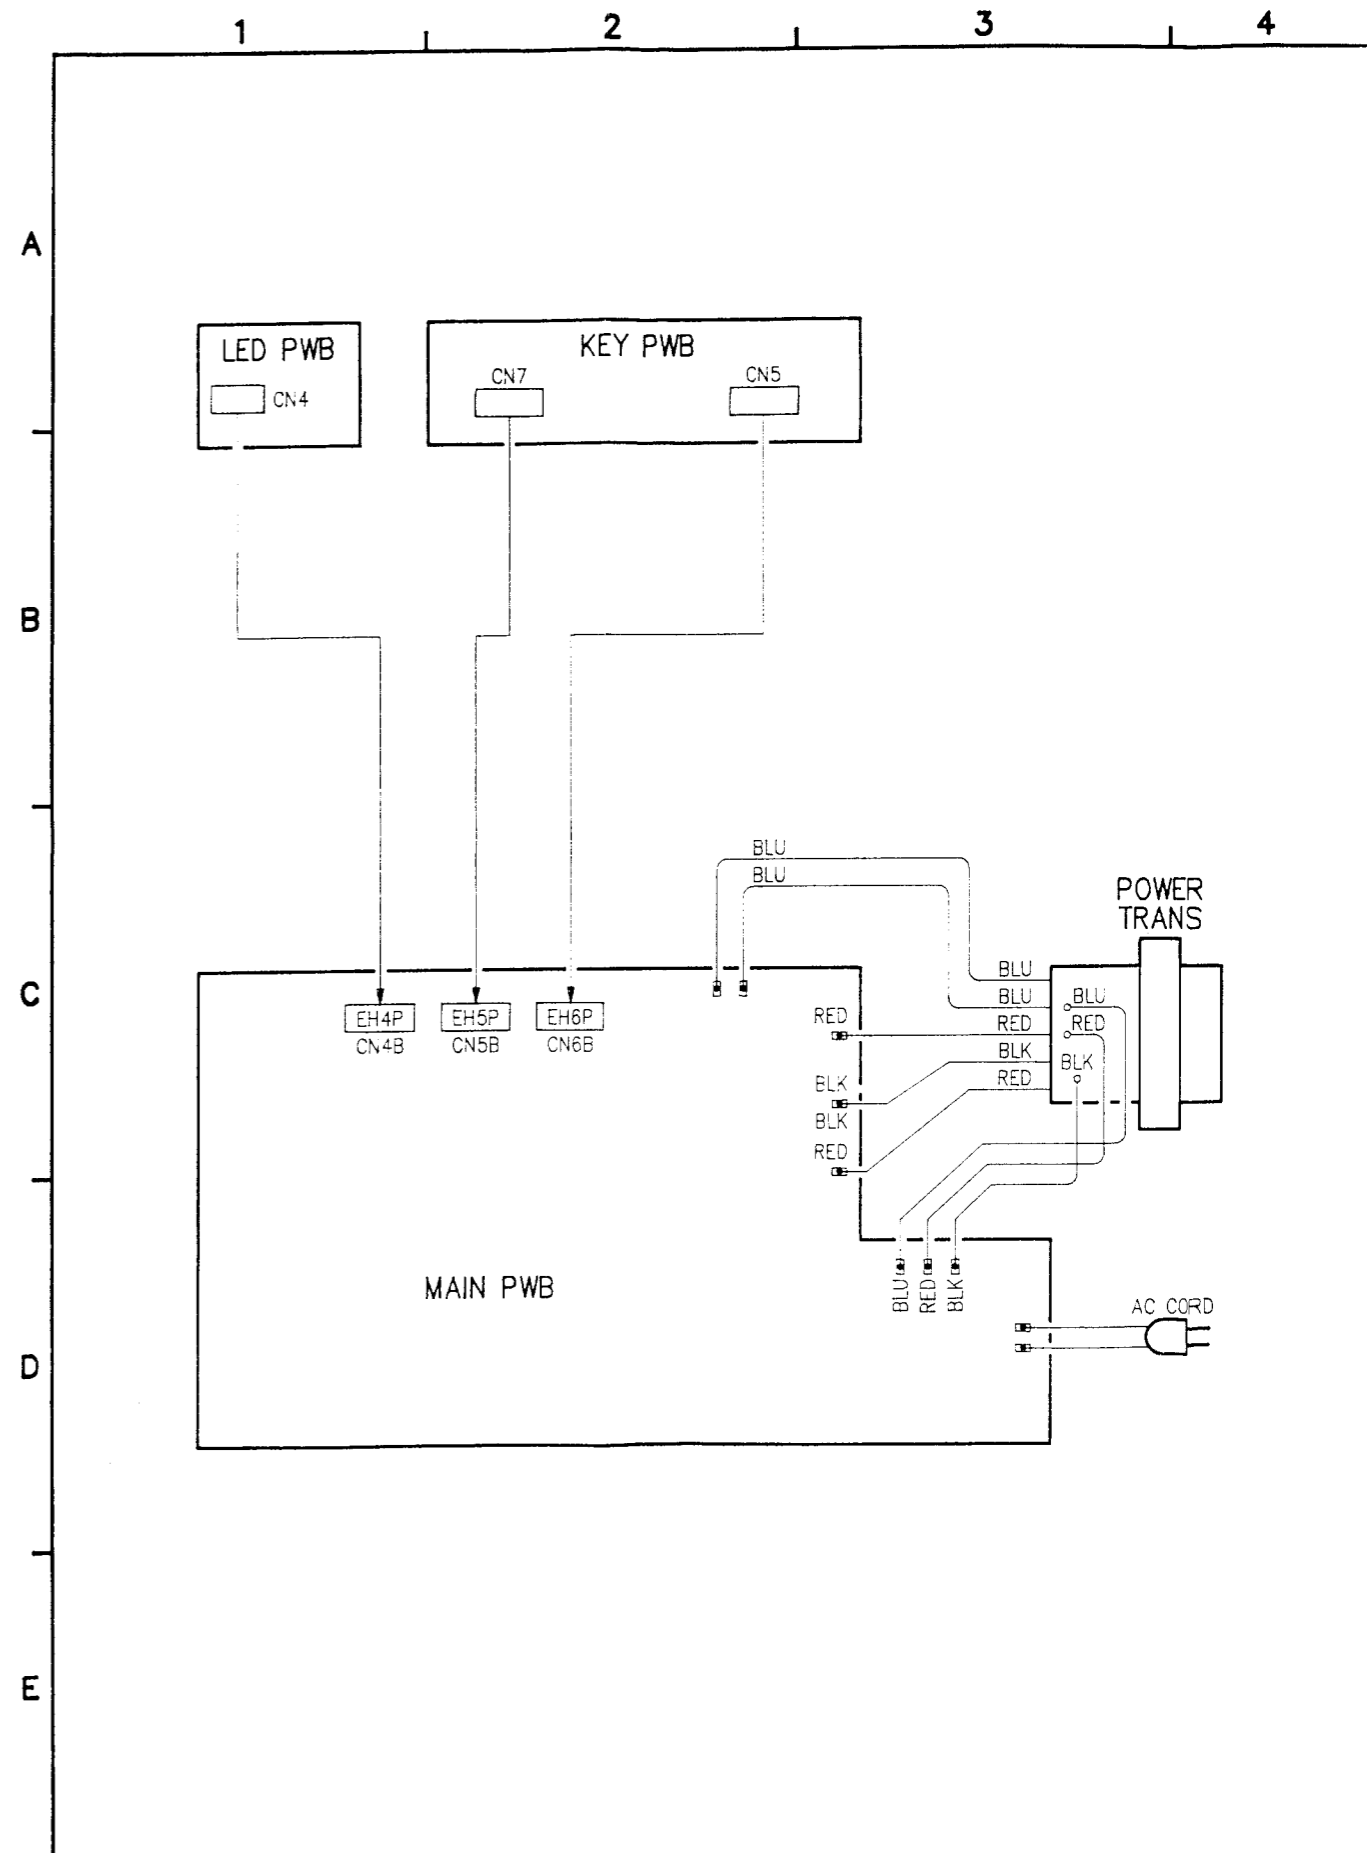 1 2 3 4
A
LED PWB
CN4
KEY PWB
CN7
CN5
B
BLU
BLU
POWER
TRANS
C
BLU
BLU
BLU
RED
RED
RED
BLK
BLK
BLK
RED
BLK
RED
EH4P
EH5P
EH6P
CN4B
CN5B
CN6B
MAIN PWB
BLU
RED
BLK
AC CORD
D
E